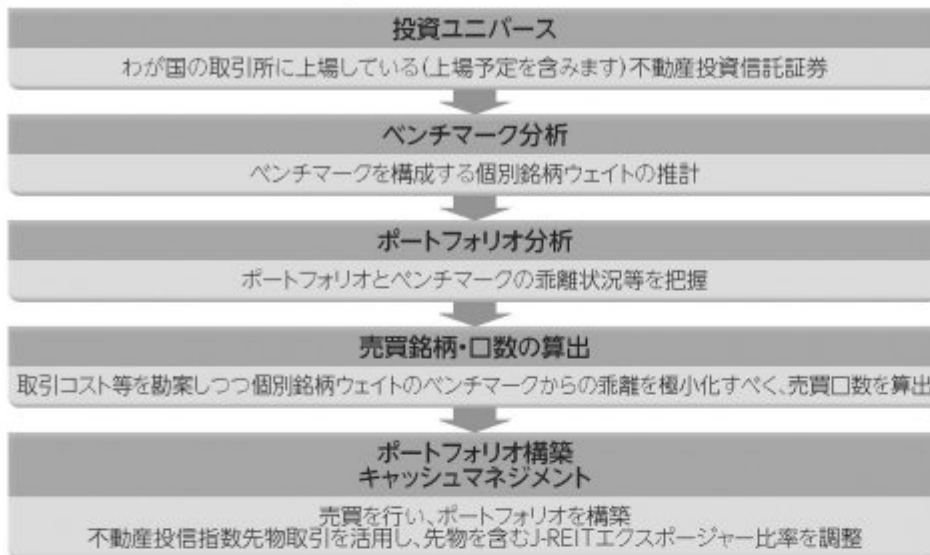 投資ユニバース
わが国の取引所に上場している(上場予定を含みます)不動産投資信託証券
ベンチマーク分析
ベンチマークを構成する個別銘柄ウェイトの推計
ポートフォリオ分析
ポートフォリオとベンチマークの乖離状況等を把握
売買銘柄・口数の算出
取引コスト等を勘案しつつ個別銘柄ウェイトのベンチマークからの乖離を極小化すべく、売買口数を算出
ポートフォリオ構築
キャッシュマネジメント
売買を行い、ポートフォリオを構築
不動産投信指数先物取引を活用し、先物を含むJ-REITエクスポージャー比率を調整